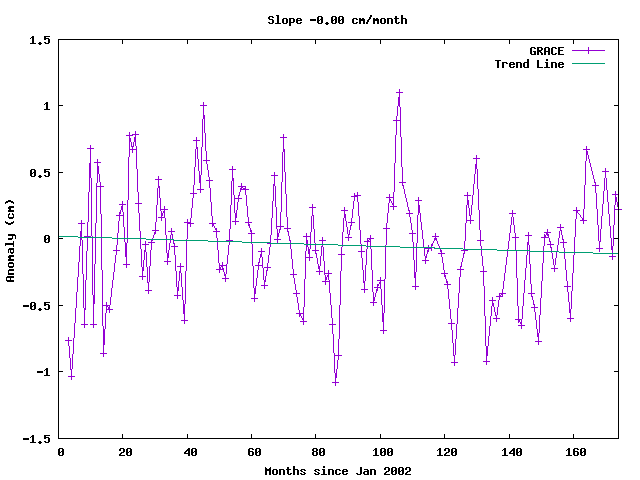 Slope -0.00 cm/month
1.5
GRACE
Trend Line
1
0.5
Anomaly (cm)
0
-0.5
-1
-1.5
0 20 40 60 80 100 120 140 160
Months since Jan 2002